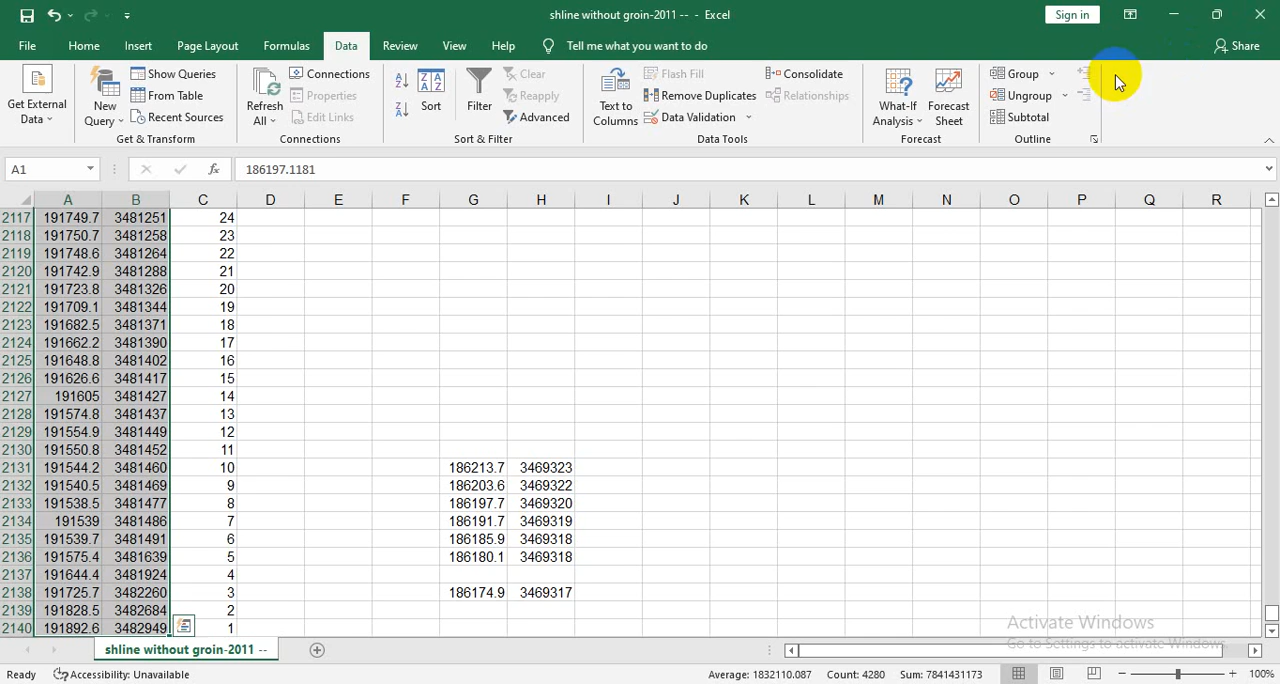 shline without groin-2011 -- - Excel
Sign in
File Home Insert Page Layout Formulas Data Review View Help Tell me what you want to do Share
Get External Data
New Query
Show Queries
From Table
Recent Sources
Get & Transform
Refresh All
Connections
Properties
Edit Links
Connections
Sort
Filter
Clear
Reapply
Advanced
Sort & Filter
Text to Columns
Flash Fill
Remove Duplicates
Data Validation
Consolidate
Relationships
Data Tools
What-If Analysis
Forecast Sheet
Forecast
Group
Ungroup
Subtotal
Outline
A1 fx 186197.1181
A B C D E F G H I J K L M N O P Q R
2117 191749.7 3481251 24
2118 191750.7 3481258 23
2119 191748.6 3481264 22
2120 191742.9 3481288 21
2121 191723.8 3481326 20
2122 191709.1 3481344 19
2123 191682.5 3481371 18
2124 191662.2 3481390 17
2125 191648.8 3481402 16
2126 191626.6 3481417 15
2127 191605 3481427 14
2128 191574.8 3481437 13
2129 191554.9 3481449 12
2130 191550.8 3481452 11
2131 191544.2 3481460 10 186213.7 3469323
2132 191540.5 3481469 9 186203.6 3469322
2133 191538.5 3481477 8 186197.7 3469320
2134 191539 3481486 7 186191.7 3469319
2135 191539.7 3481491 6 186185.9 3469318
2136 191575.4 3481639 5 186180.1 3469318
2137 191644.4 3481924 4
2138 191725.7 3482260 3 186174.9 3469317
2139 191828.5 3482684 2
2140 191892.6 3482949 1
Activate Windows
Go to Settings to activate Windows.
shline without groin-2011 --
Ready Accessibility: Unavailable Average: 1832110.087 Count: 4280 Sum: 7841431173 100%